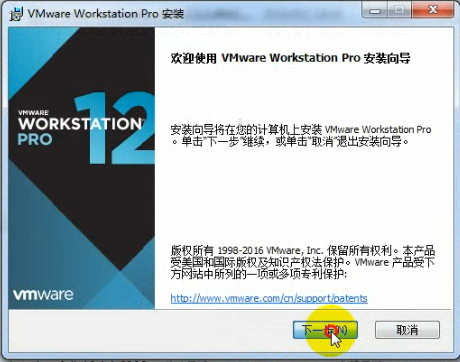 VMware Workstation Pro 安装
欢迎使用 VMware Workstation Pro 安装向导
VMWARE
WORKSTATION
PRO
12
安装向导将在您的计算机上安装 VMware Workstation Pro
。单击"下一步"继续，或单击"取消"退出安装向导。
版权所有 1998-2016 VMware, Inc. 保留所有权利。本产品
受美国和国际版权及知识产权法保护。VMware 产品受下
方网站中所列的一项或多项专利保护:
http://www.vmware.com/cn/support/patents
vmware
下一步(N)
取消